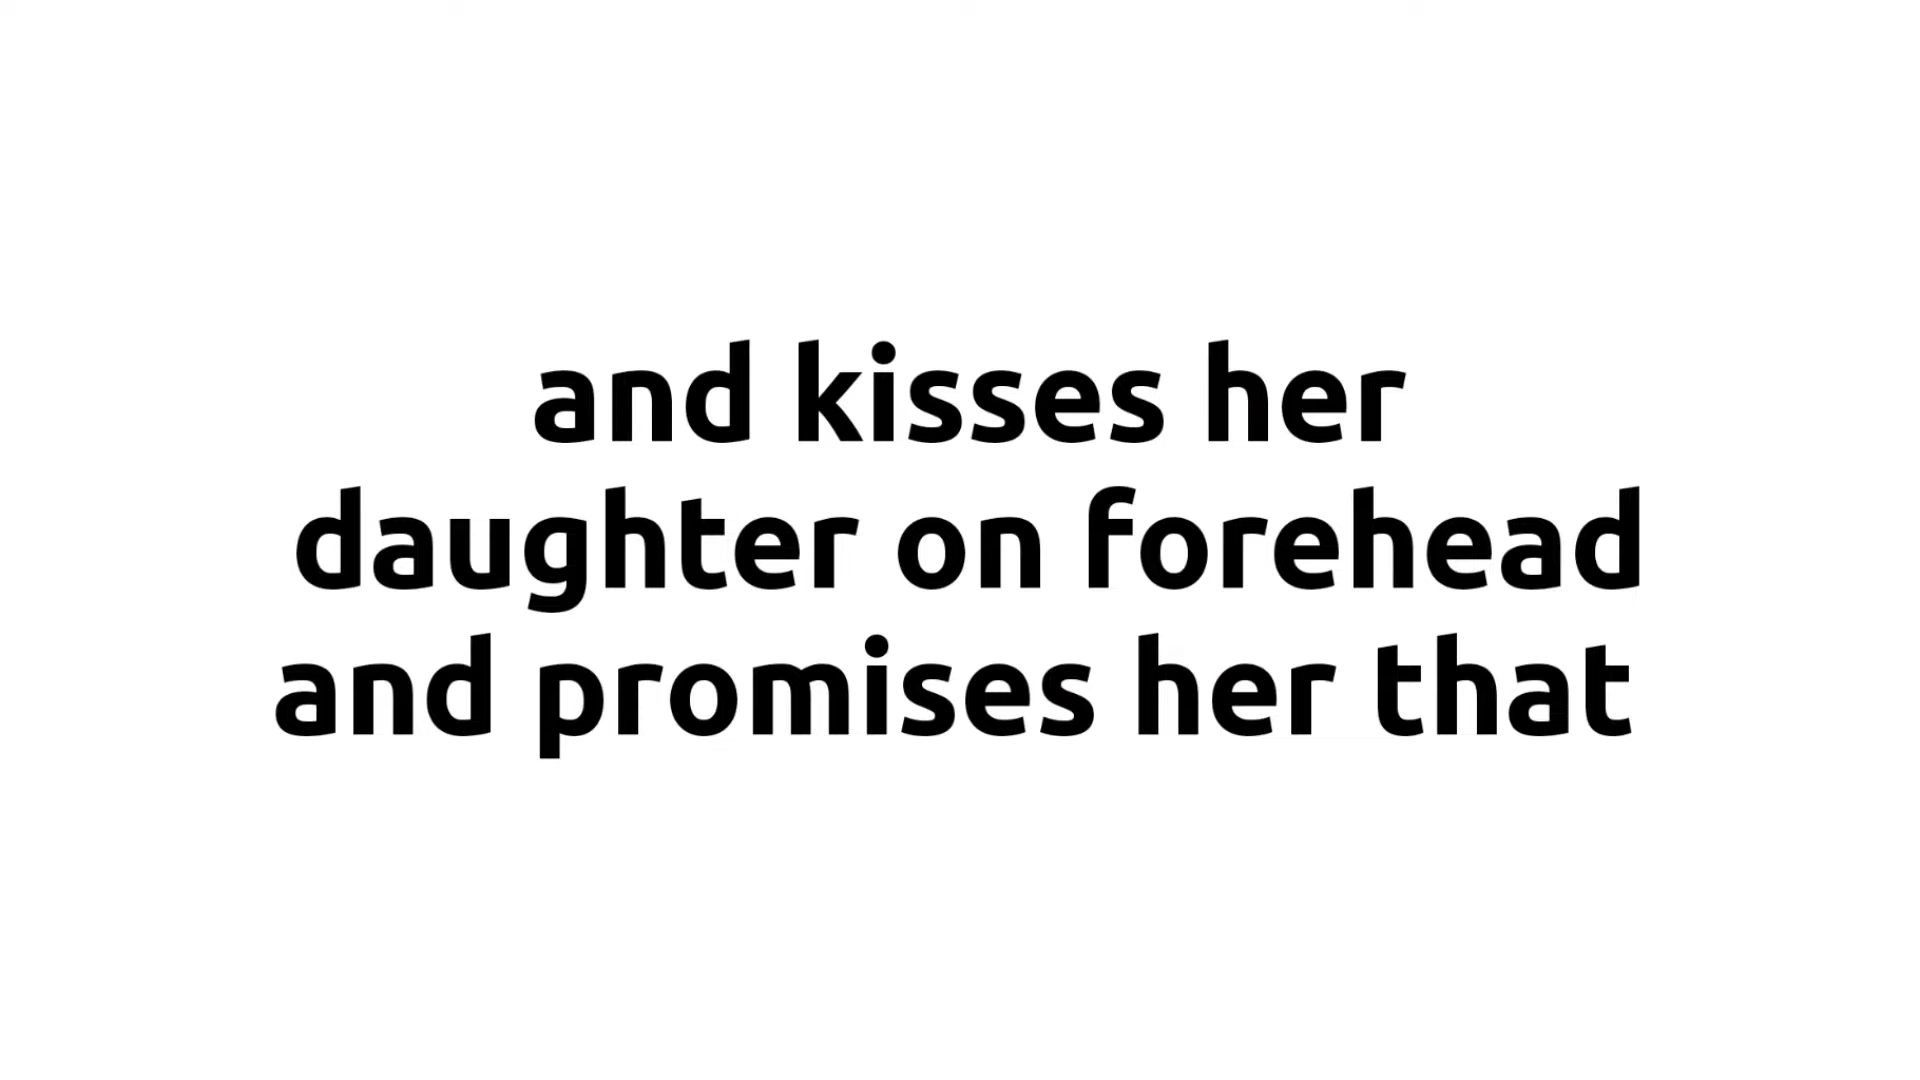 and kisses her
daughter on forehead
and promises her that